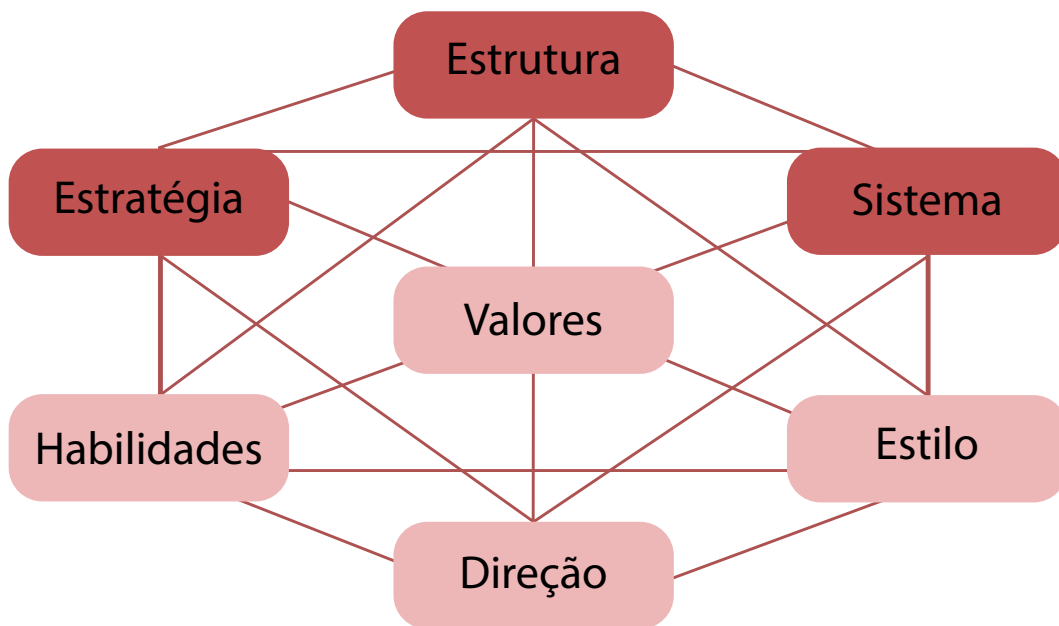 Estrutura
Estratégia
Sistema
Valores
Habilidades
Estilo
Direção